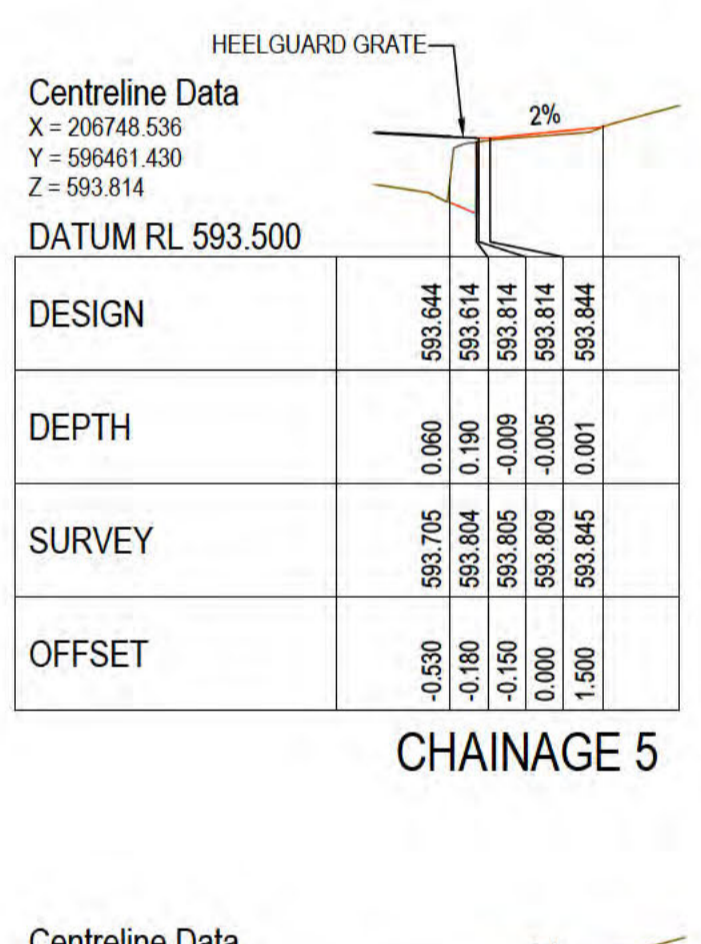 HEELGUARD GRATE
Centreline Data
X = 206748.536
Y = 596461.430
Z = 593.814
2%
DATUM RL 593.500
DESIGN 593.644 593.614 593.814 593.814 593.844
DEPTH 0.060 0.190 -0.009 -0.005 0.001
SURVEY 593.705 593.804 593.805 593.809 593.845
OFFSET -0.530 -0.180 -0.150 0.000 1.500
CHAINAGE 5
Centreline Data